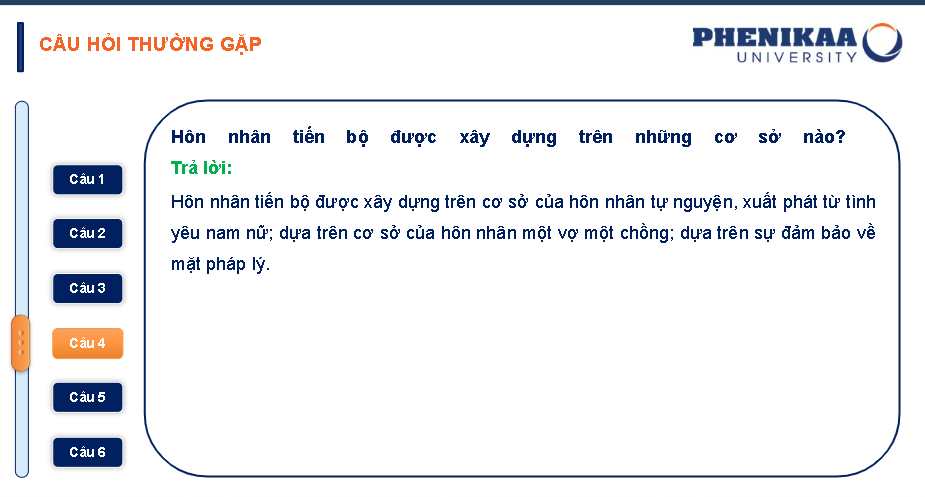 CÂU HỎI THƯỜNG GẶP
PHENIKAA
UNIVERSITY
Hôn nhân tiến bộ được xây dựng trên những cơ sở nào?
Trả lời:
Hôn nhân tiến bộ được xây dựng trên cơ sở của hôn nhân tự nguyện, xuất phát từ tình
yêu nam nữ; dựa trên cơ sở của hôn nhân một vợ một chồng; dựa trên sự đảm bảo về
mặt pháp lý.
Câu 1
Câu 2
Câu 3
Câu 4
Câu 5
Câu 6